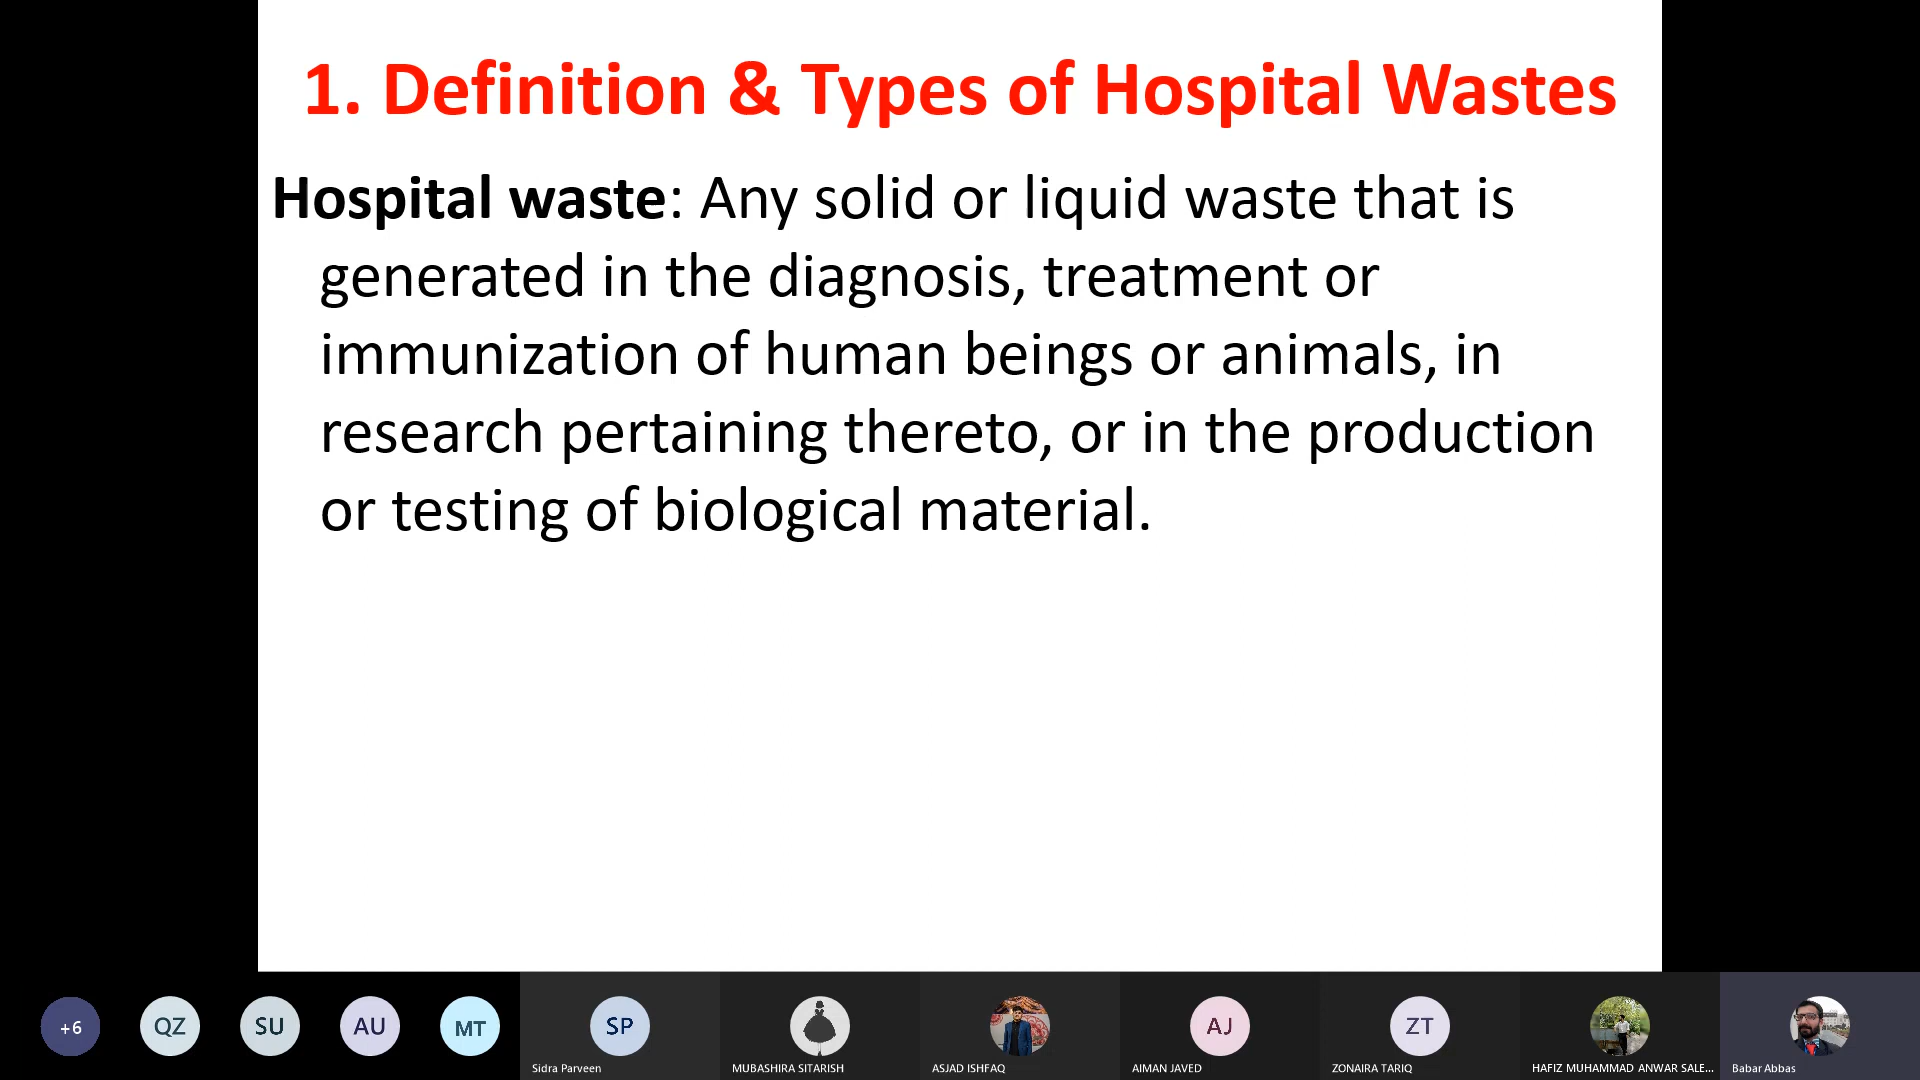 1. Definition & Types of Hospital Wastes
Hospital waste: Any solid or liquid waste that is
generated in the diagnosis, treatment or
immunization of human beings or animals, in
research pertaining thereto, or in the production
or testing of biological material.
+6
QZ
SU
AU
MT
SP
AJ
ZT
Sidra Parveen
MUBASHIRA SITARISH
ASJAD ISHFAQ
AIMAN JAVED
ZONAIRA TARIQ
HAFIZ MUHAMMAD ANWAR SALE...
Babar Abbas